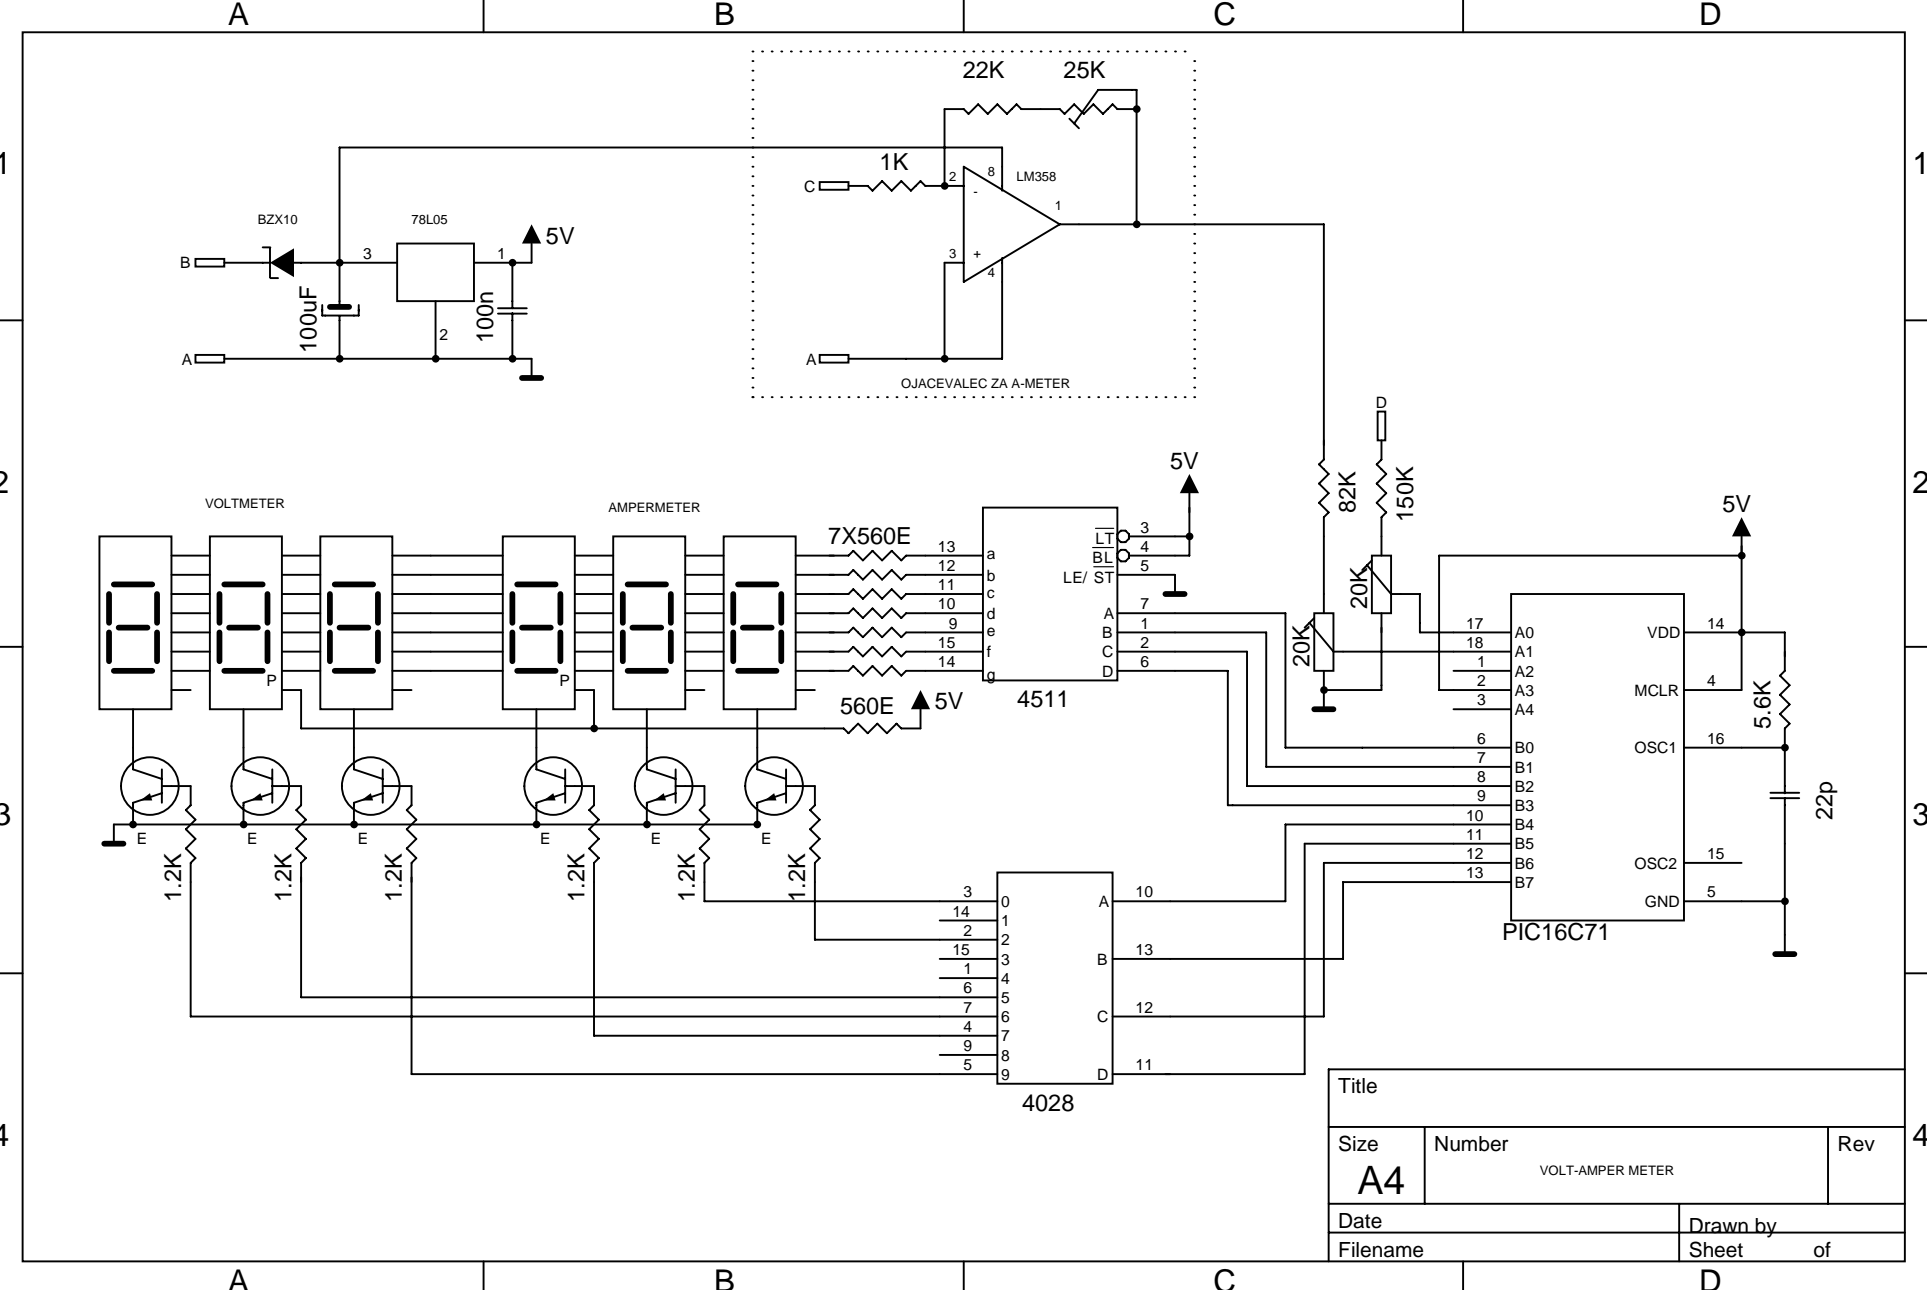 A B C D
22K 25K
1 1
1K
C 2 8 LM358
-
1
BZX10 78L05
5V
B 3 1
3 +
4
100uF 2 100n
A A
OJACEVALEC ZA A-METER
D
2 2
82K 150K
5V 5V
VOLTMETER AMPERMETER
7X560E
13 a
12 b
11 c
10 d
9 e
15 f
14 g
LT 3
BL 4
LE/ ST 5
A 7
B 1
C 2
D 6
4511
20K 20K
P P
560E 5V
17 A0
18 A1
1 A2
2 A3
3 A4
6 B0
7 B1
8 B2
9 B3
10 B4
11 B5
12 B6
13 B7
VDD 14
MCLR 4
OSC1 16
OSC2 15
GND 5
PIC16C71
5.6K
22p
3 3
E E E E E E
1.2K 1.2K 1.2K 1.2K 1.2K 1.2K
3 0
14 1
2 2
15 3
1 4
6 5
7 6
4 7
9 8
5 9
A 10
B 13
C 12
D 11
4028
4 4
Title
Size Number Rev
A4 VOLT-AMPER METER
Date Drawn by
Filename Sheet of
A B C D